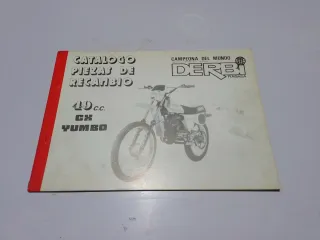 CATALOGO
PIEZAS DE
RECAMBIO
49 c.c.
CX
YUMBO
CAMPEONA DEL MUNDO
DERBI